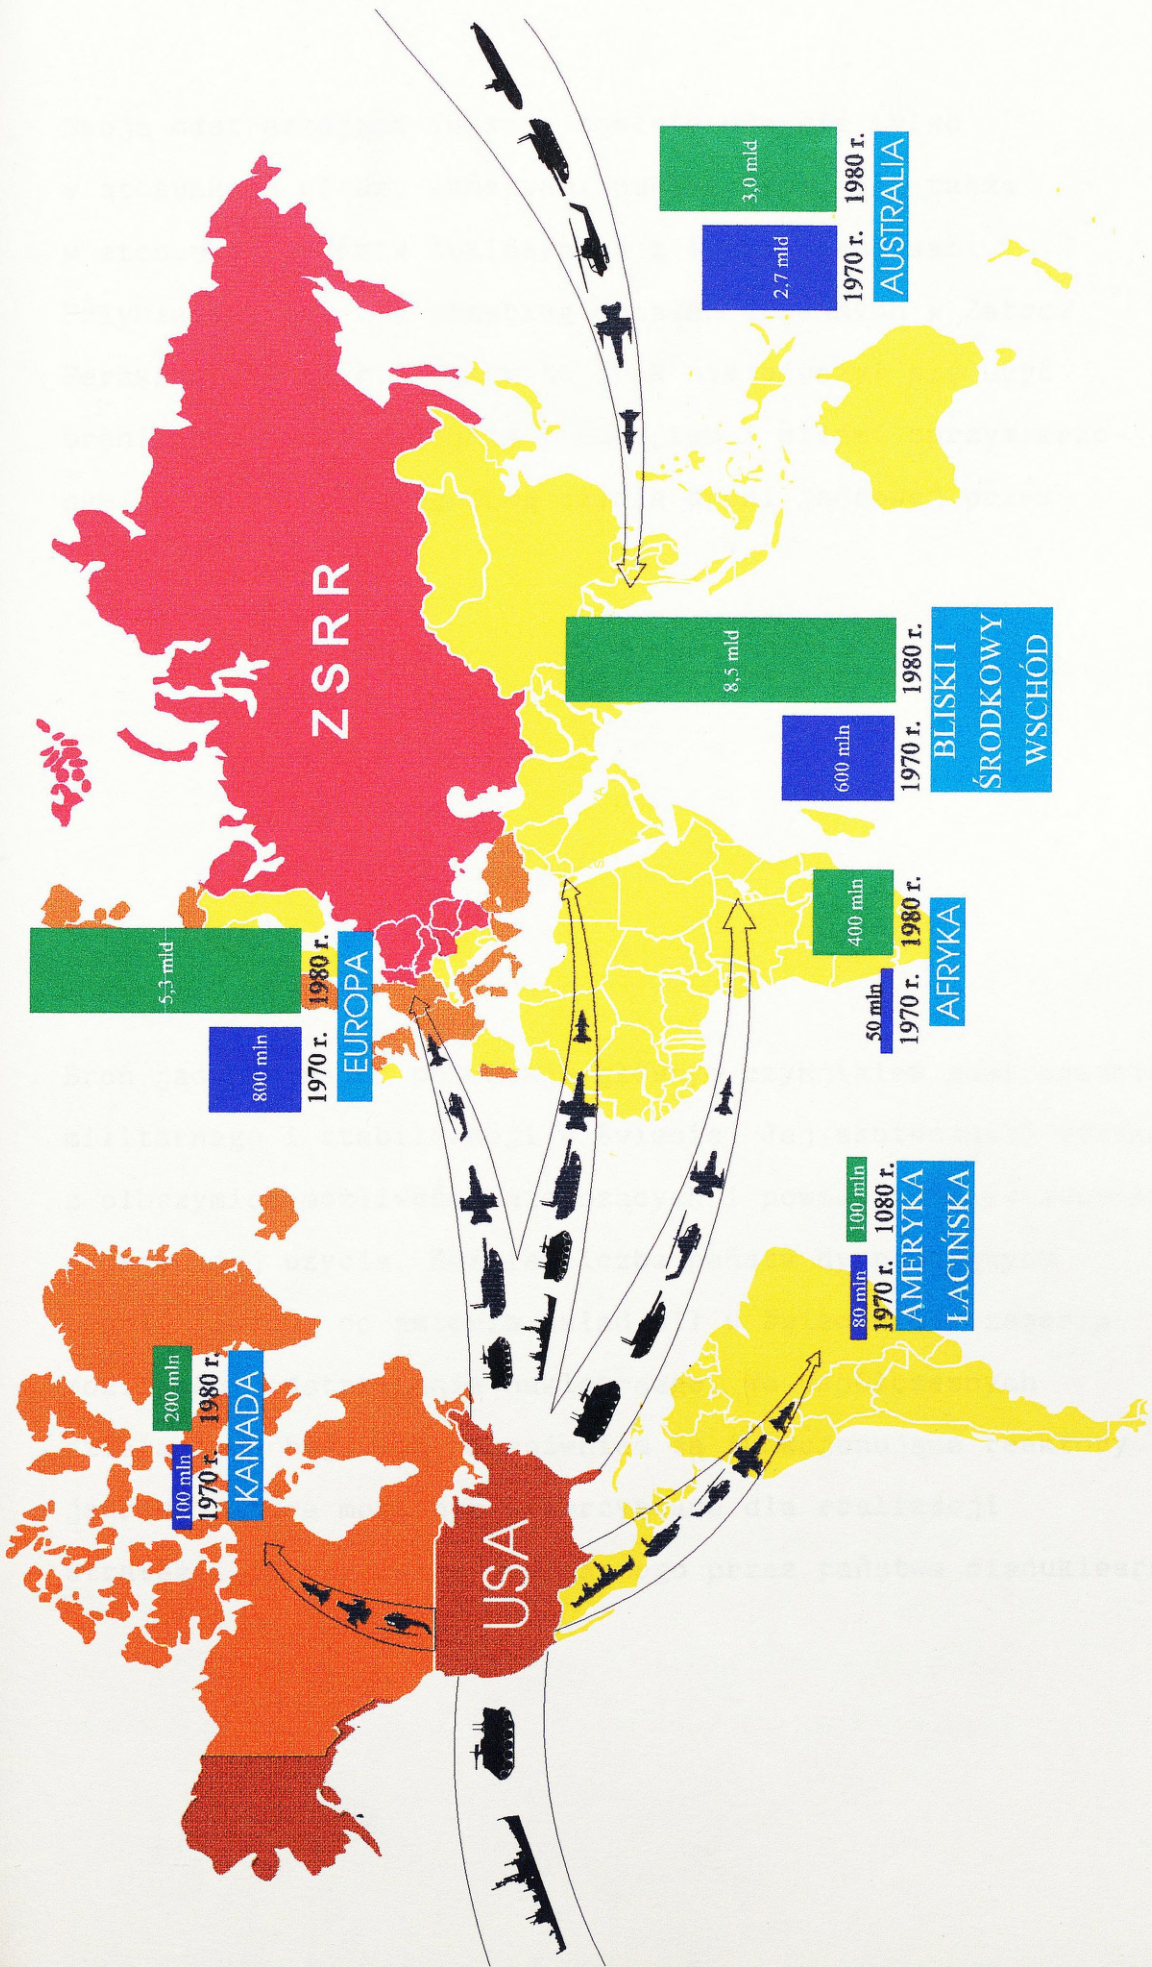 ZSRR
USA
100 mln
200 mln
1970 r.
1980 r.
KANADA
800 mln
5,3 mld
1970 r.
1980 r.
EUROPA
80 mln
100 mln
1970 r.
1080 r.
AMERYKA
ŁACIŃSKA
50 mln
400 mln
1970 r.
1980 r.
AFRYKA
600 mln
8,5 mld
1970 r.
1980 r.
BLISKI I
ŚRODKOWY
WSCHÓD
2,7 mld
3,0 mld
1970 r.
1980 r.
AUSTRALIA